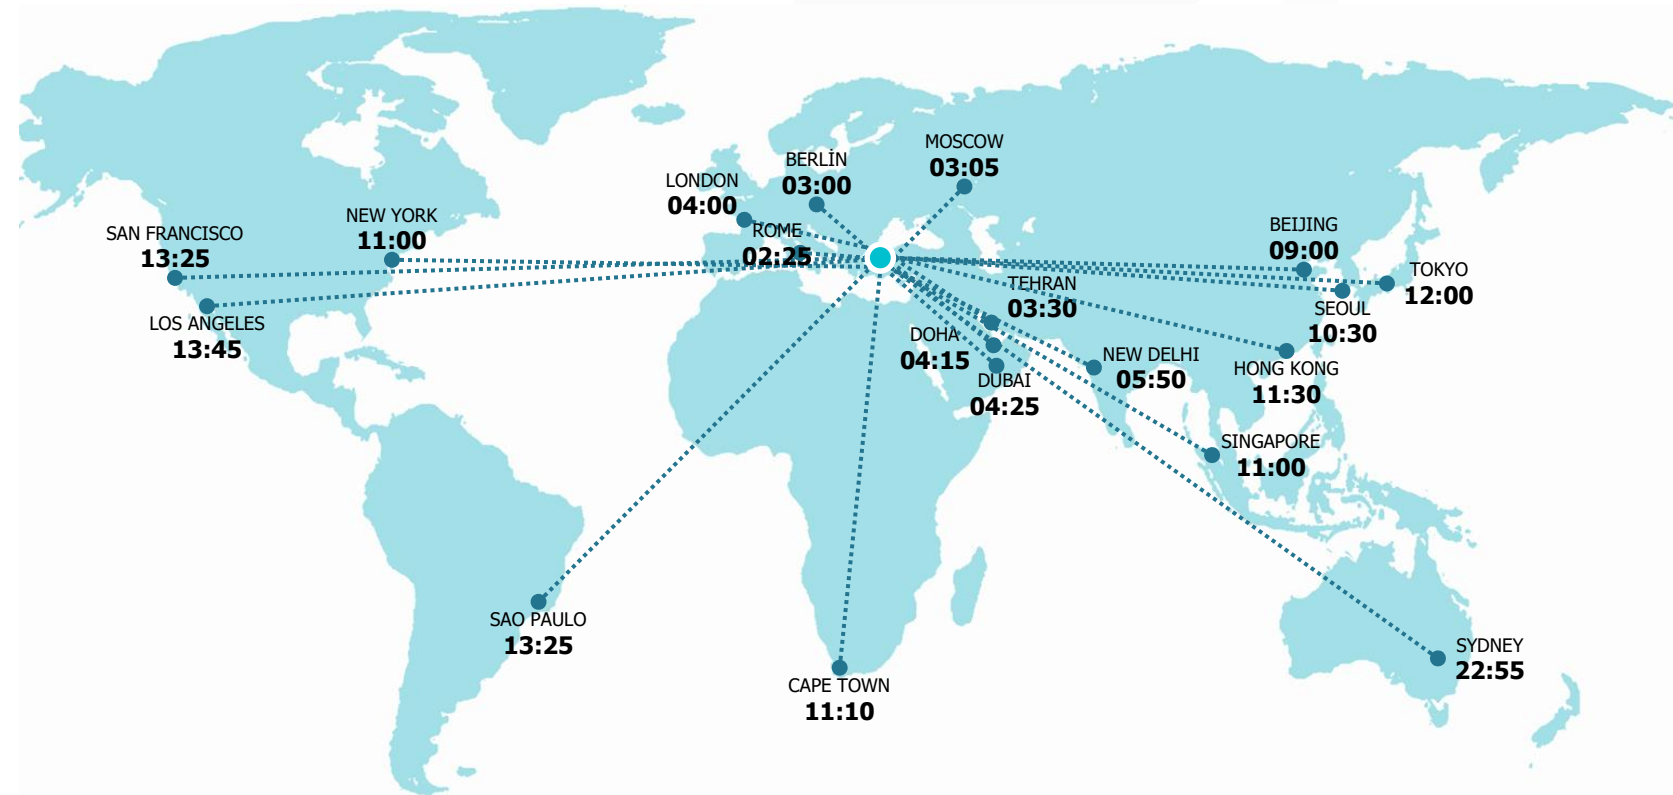 MOSCOW
03:05
BERLİN
03:00
LONDON
04:00
NEW YORK
11:00
SAN FRANCISCO
13:25
ROME
02:25
BEIJING
09:00
TOKYO
12:00
TEHRAN
03:30
SEOUL
10:30
LOS ANGELES
13:45
DOHA
04:15
NEW DELHI
05:50
HONG KONG
11:30
DUBAI
04:25
SINGAPORE
11:00
SAO PAULO
13:25
SYDNEY
22:55
CAPE TOWN
11:10